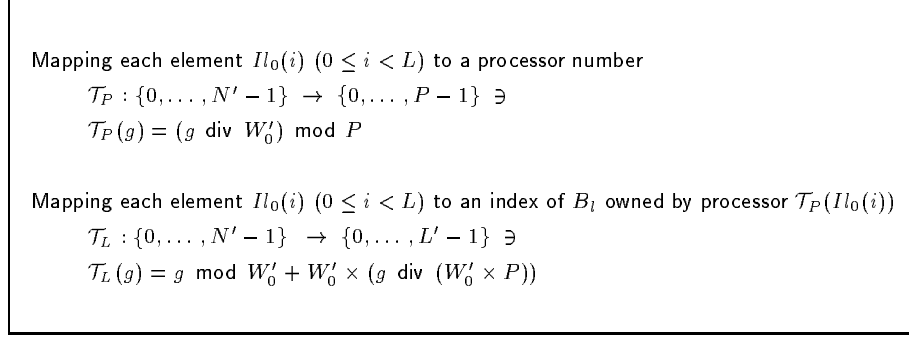 Mapping each element Il₀(i) (0 ≤ i < L) to a processor number
𝒯_P : {0, … , N′ − 1} → {0, … , P − 1} ∋
𝒯_P(g) = (g div W′₀) mod P
Mapping each element Il₀(i) (0 ≤ i < L) to an index of B_l owned by processor 𝒯_P(Il₀(i))
𝒯_L : {0, … , N′ − 1} → {0, … , L′ − 1} ∋
𝒯_L(g) = g mod W′₀ + W′₀ × (g div (W′₀ × P))